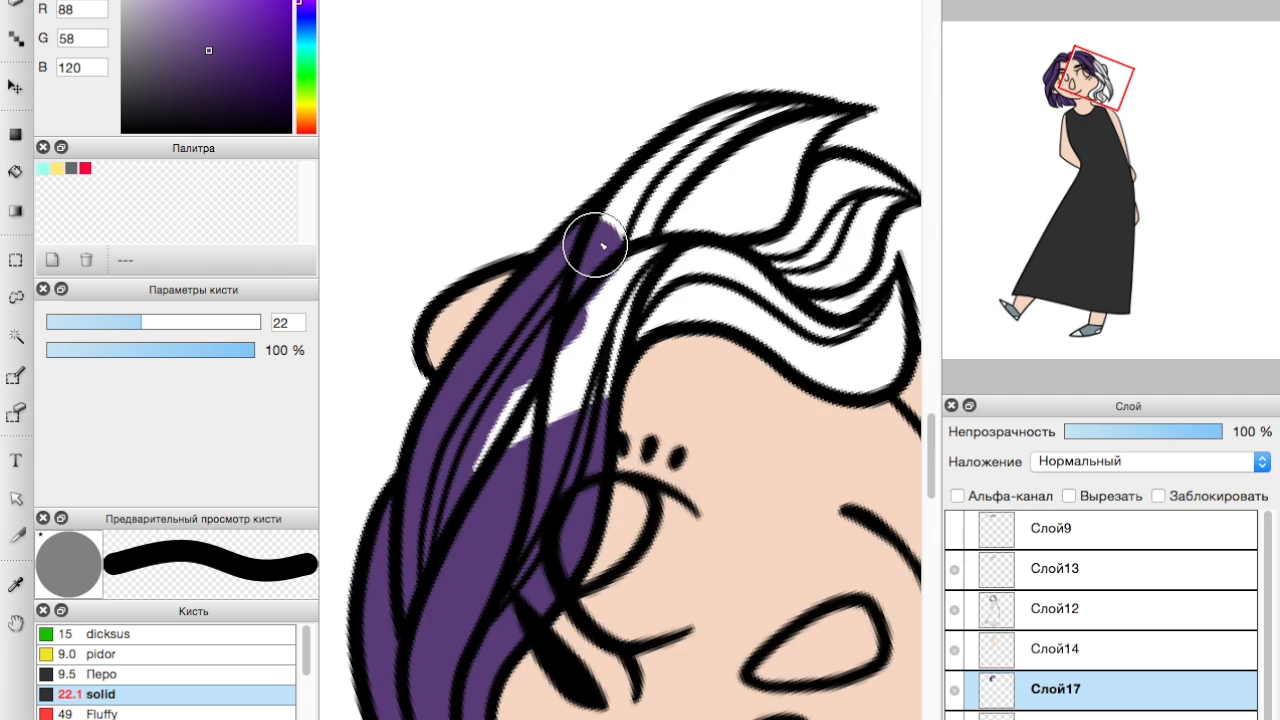 R 88
G 58
B 120
Палитра
---
Параметры кисти
22
100 %
Предварительный просмотр кисти
Кисть
15 dicksus
9.0 pidor
9.5 Перо
22.1 solid
49 Fluffy
T
Слой
Непрозрачность 100 %
Наложение Нормальный
Альфа-канал Вырезать Заблокировать
Слой9
Слой13
Слой12
Слой14
Слой17